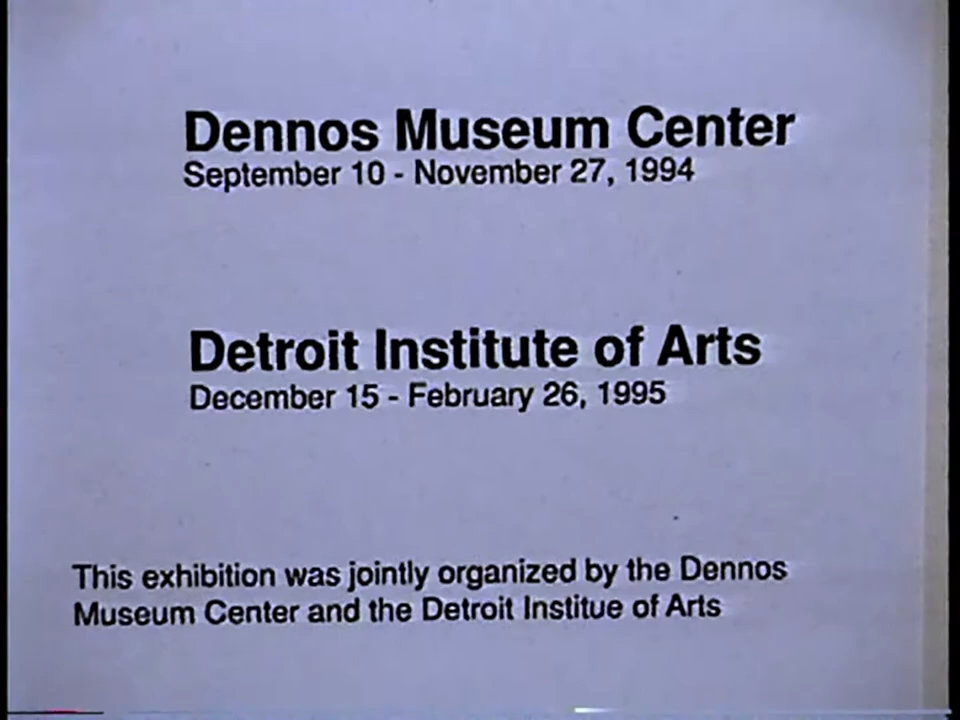 Dennos Museum Center
September 10 - November 27, 1994
Detroit Institute of Arts
December 15 - February 26, 1995
This exhibition was jointly organized by the Dennos
Museum Center and the Detroit Institue of Arts